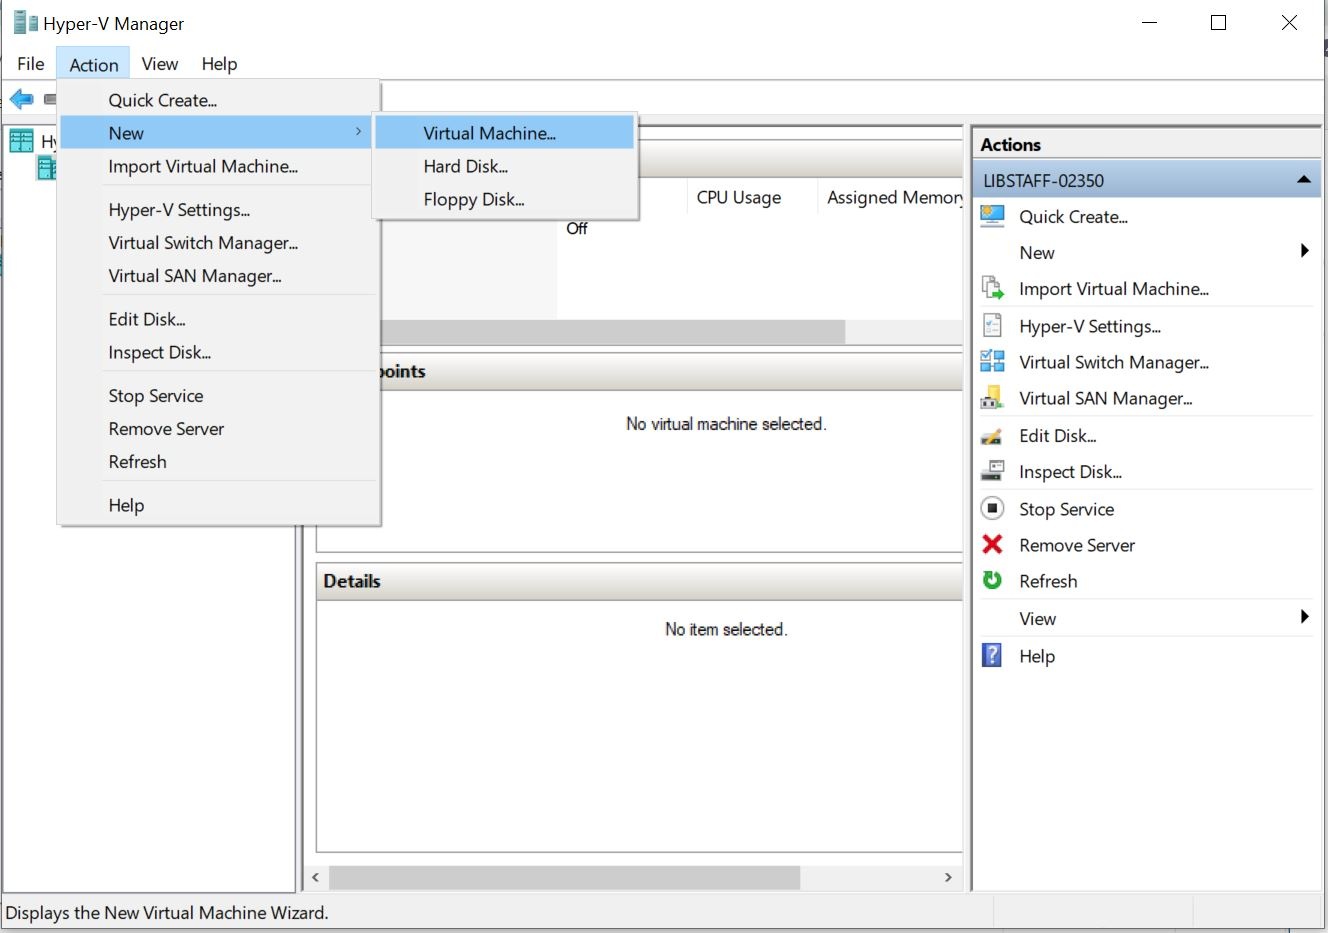 Hyper-V Manager
File Action View Help
Quick Create...
New
Import Virtual Machine...
Hyper-V Settings...
Virtual Switch Manager...
Virtual SAN Manager...
Edit Disk...
Inspect Disk...
Stop Service
Remove Server
Refresh
Help
Virtual Machine...
Hard Disk...
Floppy Disk...
CPU Usage Assigned Memory
Off
points
No virtual machine selected.
Details
No item selected.
Actions
LIBSTAFF-02350
Quick Create...
New
Import Virtual Machine...
Hyper-V Settings...
Virtual Switch Manager...
Virtual SAN Manager...
Edit Disk...
Inspect Disk...
Stop Service
Remove Server
Refresh
View
Help
Displays the New Virtual Machine Wizard.